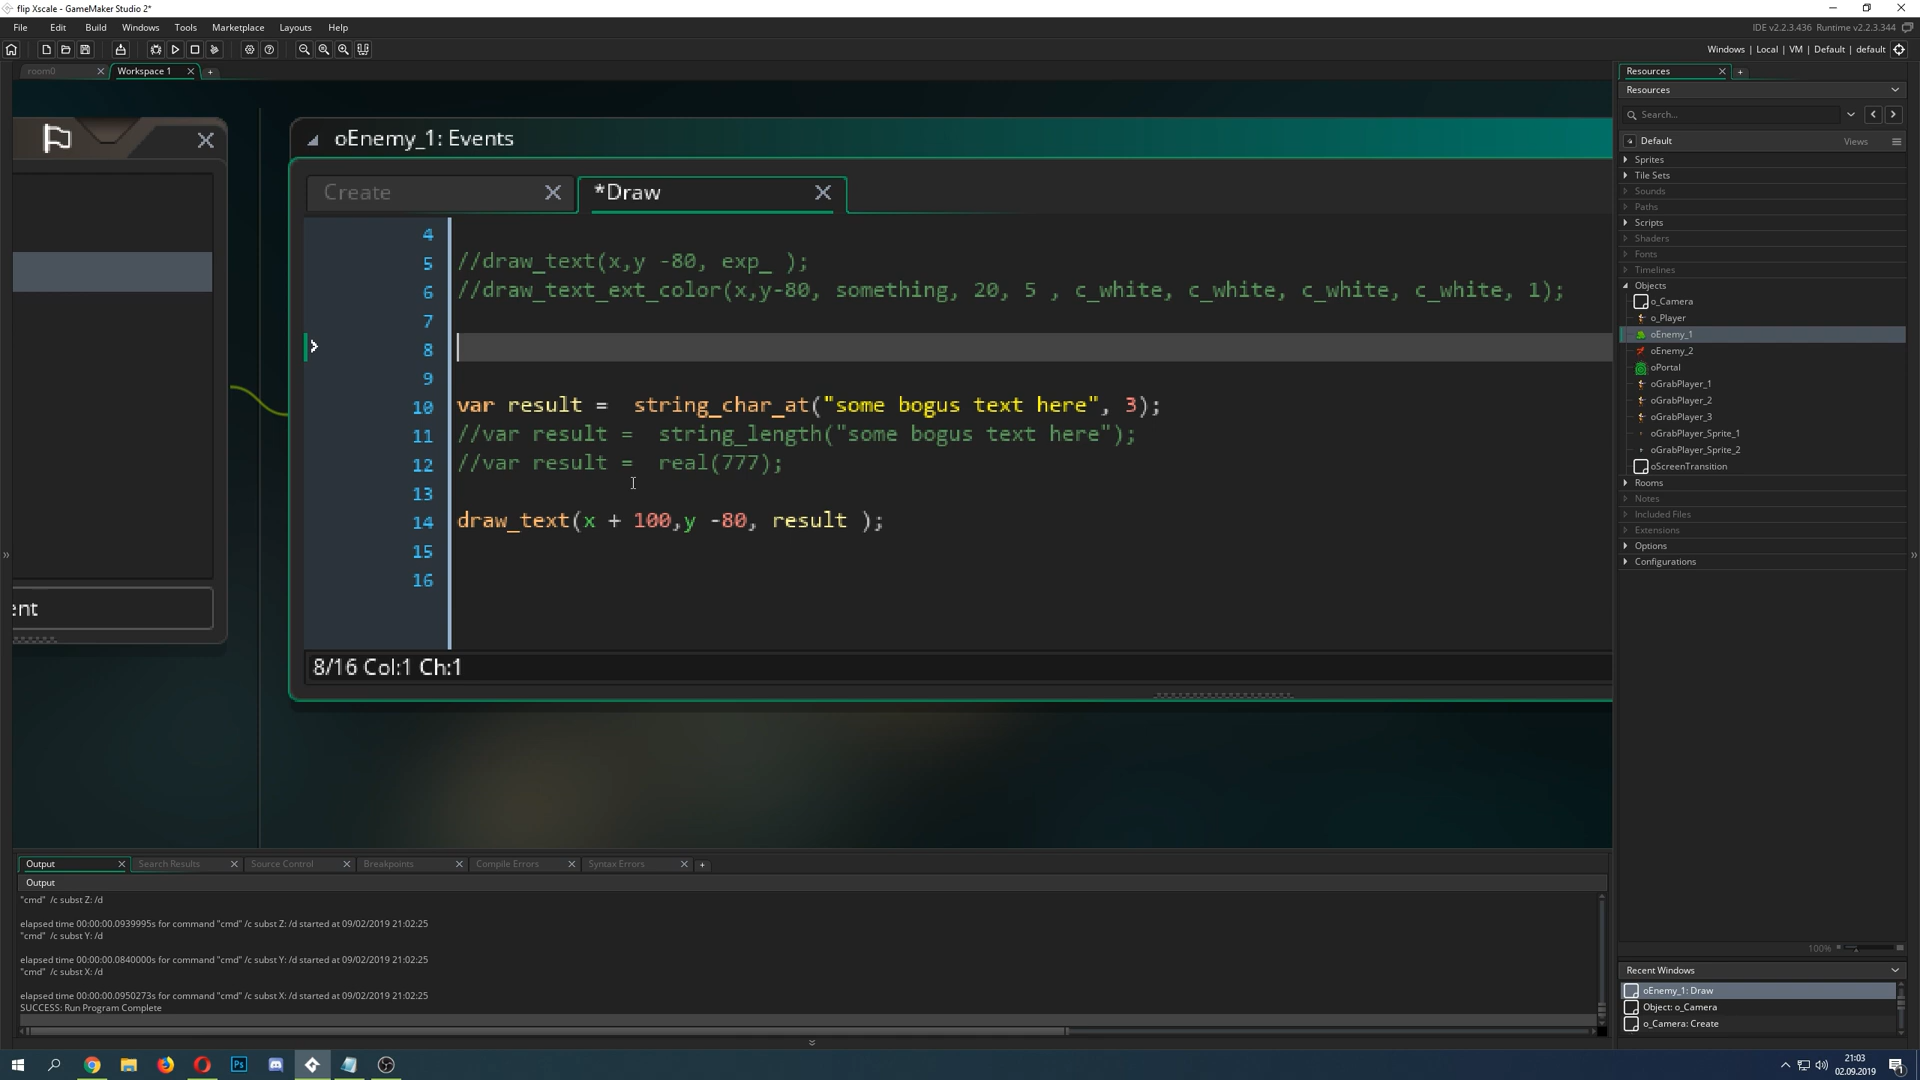 flip Xscale - GameMaker Studio 2*
File Edit Build Windows Tools Marketplace Layouts Help
IDE v2.2.3.436 Runtime v2.2.3.344
Windows | Local | VM | Default | default
room0 Workspace 1
Resources
Resources
Search...
Default Views
Sprites
Tile Sets
Sounds
Paths
Scripts
Shaders
Fonts
Timelines
Objects
o_Camera
o_Player
oEnemy_1
oEnemy_2
oPortal
oGrabPlayer_1
oGrabPlayer_2
oGrabPlayer_3
oGrabPlayer_Sprite_1
oGrabPlayer_Sprite_2
oScreenTransition
Rooms
Notes
Included Files
Extensions
Options
Configurations
100%
Recent Windows
oEnemy_1: Draw
Object: o_Camera
o_Camera: Create
ent
oEnemy_1: Events
Create *Draw
4
5 //draw_text(x,y -80, exp_ );
6 //draw_text_ext_color(x,y-80, something, 20, 5 , c_white, c_white, c_white, c_white, 1);
7
8
9
10 var result =  string_char_at("some bogus text here", 3);
11 //var result =  string_length("some bogus text here");
12 //var result =  real(777);
13
14 draw_text(x + 100,y -80, result );
15
16
8/16 Col:1 Ch:1
Output Search Results Source Control Breakpoints Compile Errors Syntax Errors
Output
"cmd"  /c subst Z: /d
elapsed time 00:00:00.0939995s for command "cmd" /c subst Z: /d started at 09/02/2019 21:02:25
"cmd"  /c subst Y: /d
elapsed time 00:00:00.0840000s for command "cmd" /c subst Y: /d started at 09/02/2019 21:02:25
"cmd"  /c subst X: /d
elapsed time 00:00:00.0950273s for command "cmd" /c subst X: /d started at 09/02/2019 21:02:25
SUCCESS: Run Program Complete
21:03
02.09.2019